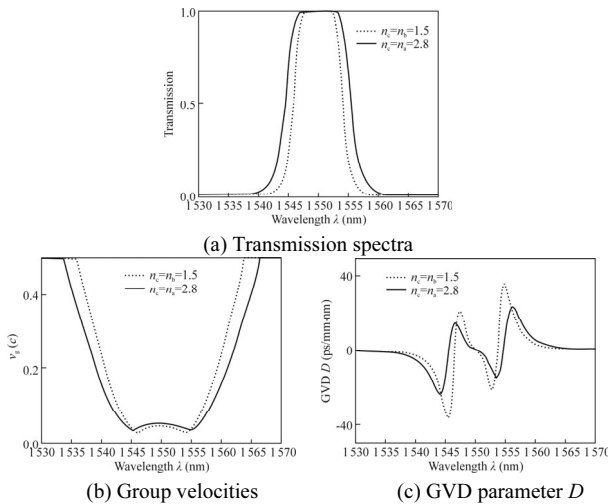 1.0
0.5
0.0
Transmission
n_c=n_b=1.5
n_c=n_a=2.8
1 530 1 535 1 540 1 545 1 550 1 555 1 560 1 565 1 570
Wavelength λ (nm)
(a) Transmission spectra
0.4
0.2
0.0
v_g (c)
n_c=n_b=1.5
n_c=n_a=2.8
1 530 1 535 1 540 1 545 1 550 1 555 1 560 1 565 1 570
Wavelength λ (nm)
(b) Group velocities
40
0
-40
GVD D (ps/mm·nm)
n_c=n_b=1.5
n_c=n_a=2.8
1 530 1 535 1 540 1 545 1 550 1 555 1 560 1 565 1 570
Wavelength λ (nm)
(c) GVD parameter D